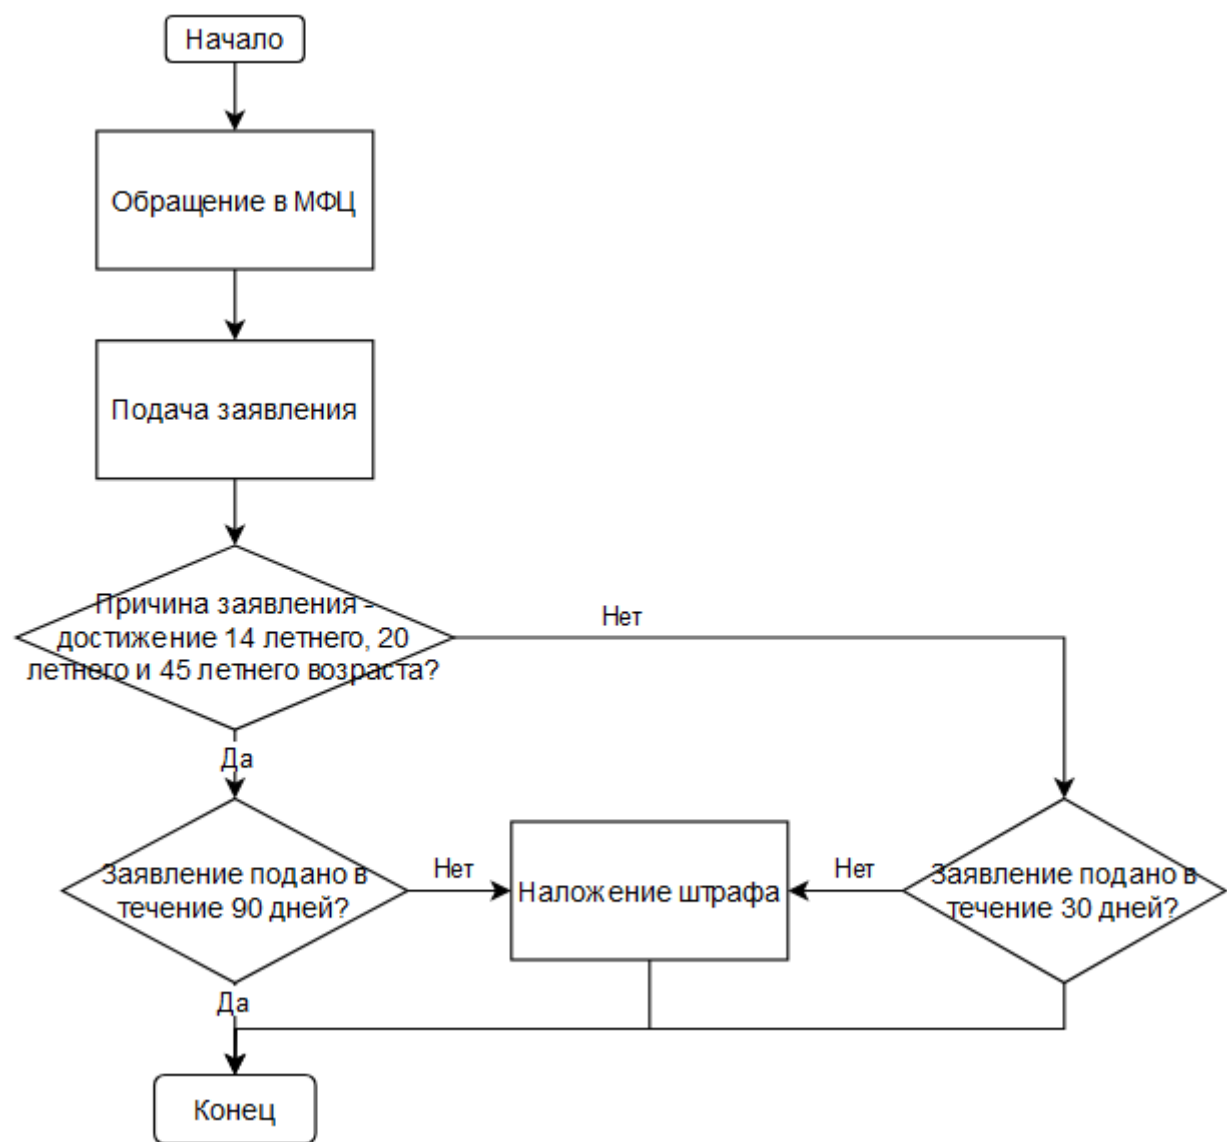 Начало
Обращение в МФЦ
Подача заявления
Причина заявления -
достижение 14 летнего, 20
летнего и 45 летнего возраста?
Нет
Да
Заявление подано в
течение 90 дней?
Нет
Наложение штрафа
Нет
Заявление подано в
течение 30 дней?
Да
Конец